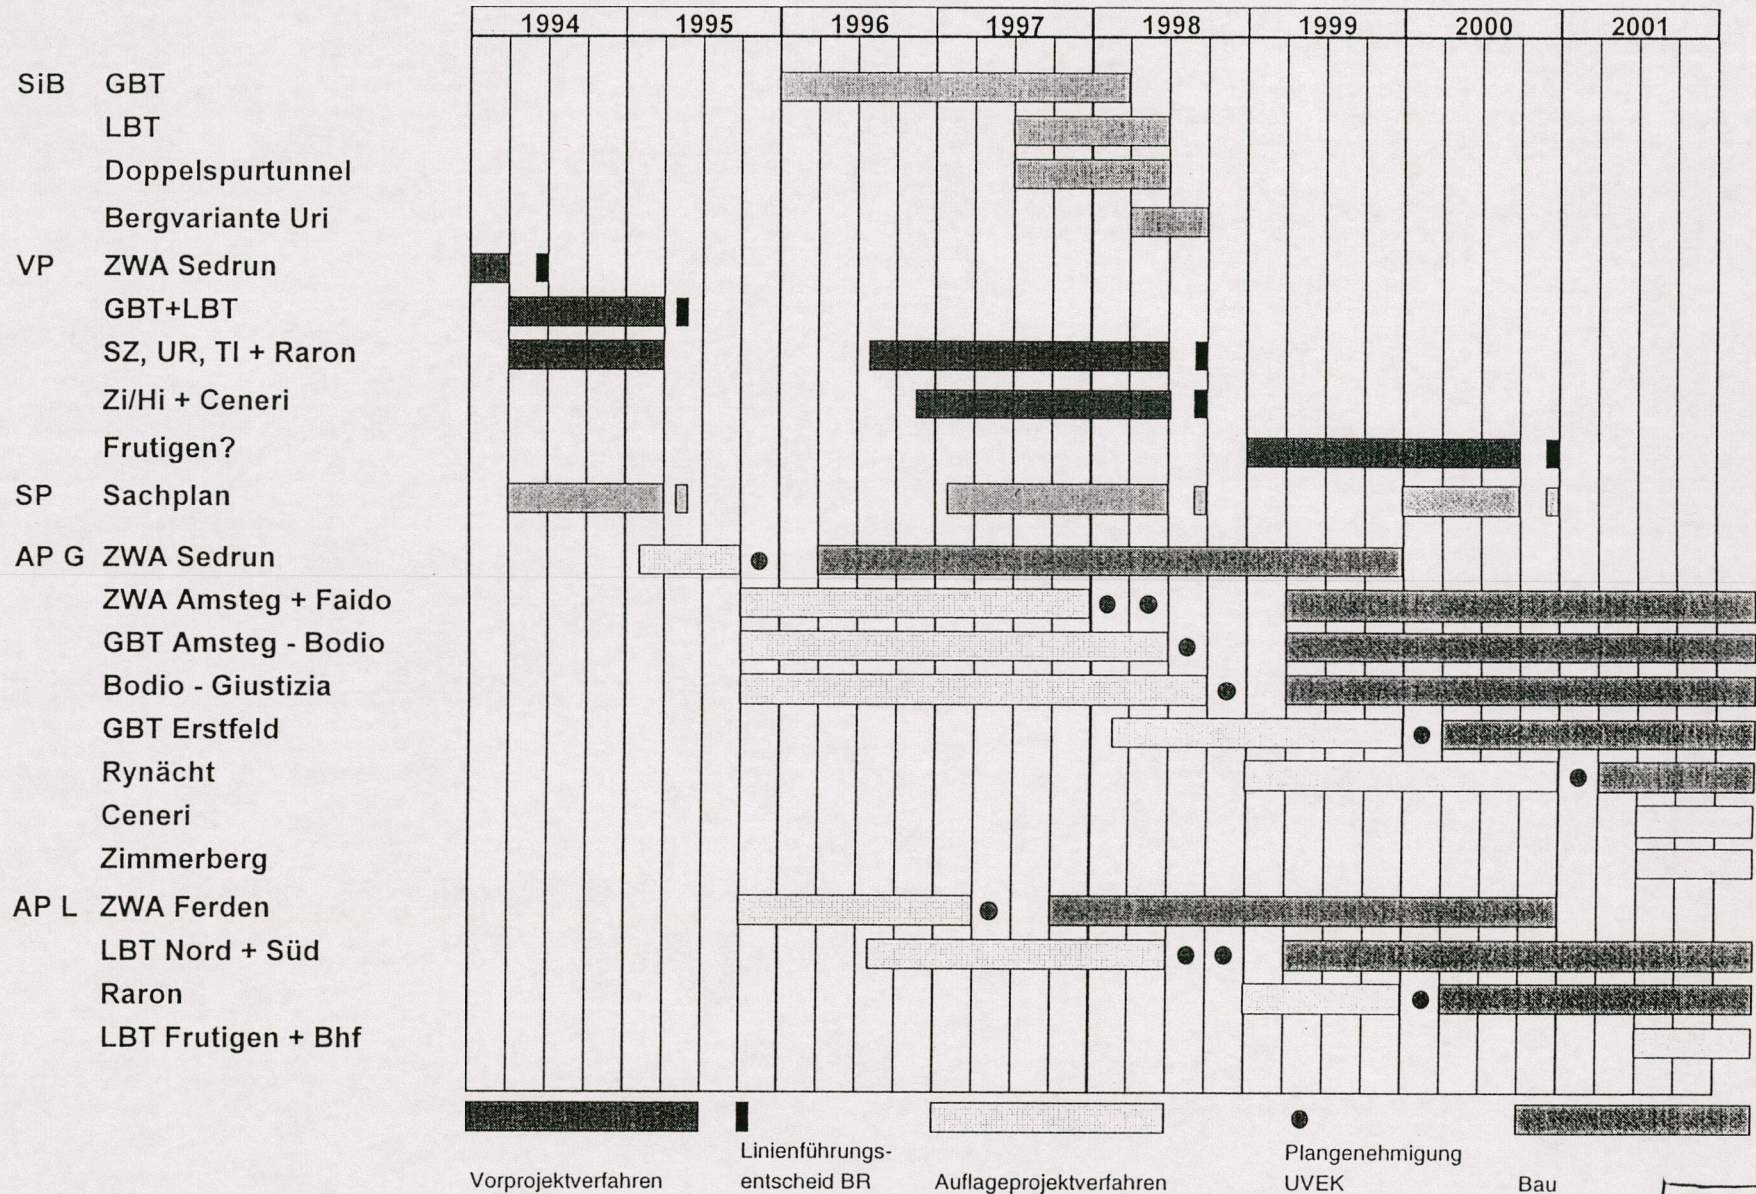 1994 1995 1996 1997 1998 1999 2000 2001
SiB GBT
LBT
Doppelspurtunnel
Bergvariante Uri
VP ZWA Sedrun
GBT+LBT
SZ, UR, TI + Raron
Zi/Hi + Ceneri
Frutigen?
SP Sachplan
AP G ZWA Sedrun
ZWA Amsteg + Faido
GBT Amsteg - Bodio
Bodio - Giustizia
GBT Erstfeld
Rynächt
Ceneri
Zimmerberg
AP L ZWA Ferden
LBT Nord + Süd
Raron
LBT Frutigen + Bhf
Vorprojektverfahren
Linienführungs-
entscheid BR
Auflageprojektverfahren
Plangenehmigung
UVEK
Bau